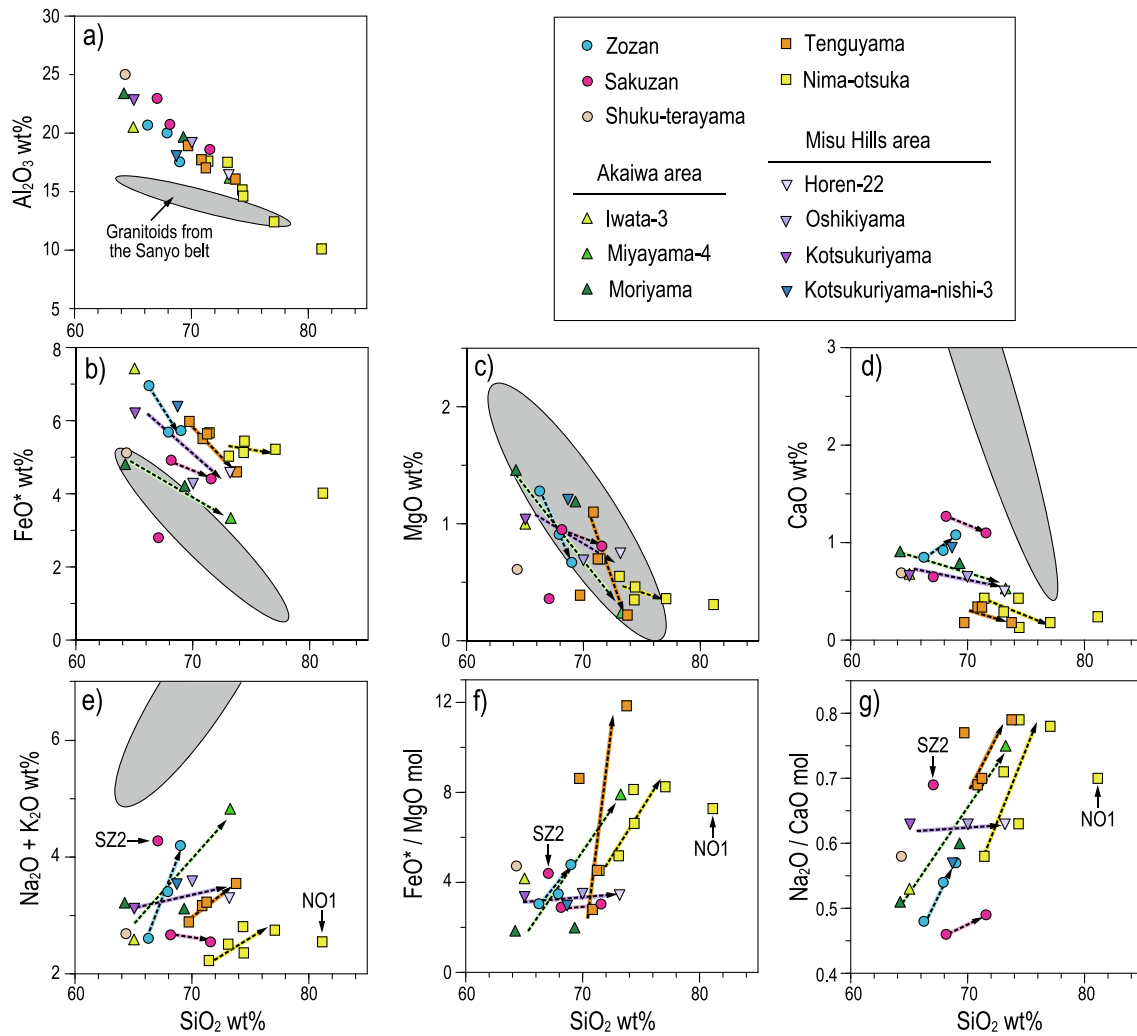 a)
Al₂O₃ wt%
30
25
20
15
10
5
60
70
80
Granitoids from
the Sanyo belt
Zozan
Sakuzan
Shuku-terayama
Akaiwa area
Iwata-3
Miyayama-4
Moriyama
Tenguyama
Nima-otsuka
Misu Hills area
Horen-22
Oshikiyama
Kotsukuriyama
Kotsukuriyama-nishi-3
b)
FeO* wt%
8
6
4
2
0
60
70
80
c)
MgO wt%
2
1
0
60
70
80
d)
CaO wt%
3
2
1
0
60
70
80
e)
Na₂O + K₂O wt%
6
4
2
SZ2
NO1
60
70
80
SiO₂ wt%
f)
FeO* / MgO mol
12
8
4
0
SZ2
NO1
60
70
80
SiO₂ wt%
g)
Na₂O / CaO mol
0.8
0.7
0.6
0.5
0.4
SZ2
NO1
60
70
80
SiO₂ wt%